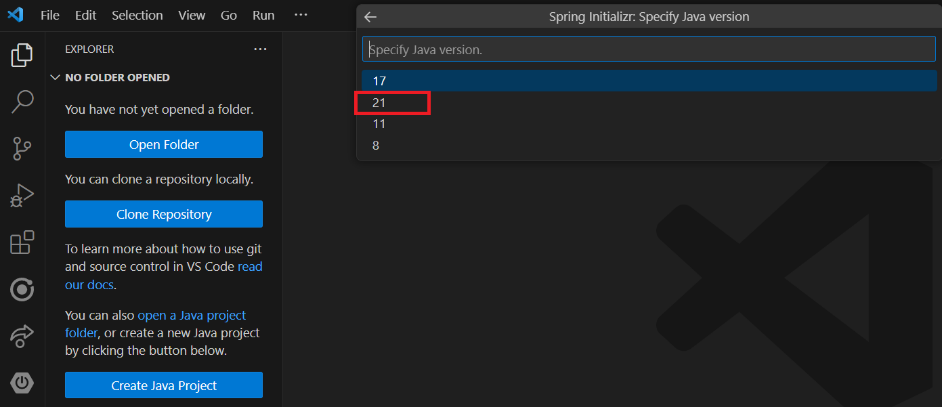 File Edit Selection View Go Run ···
Spring Initializr: Specify Java version
Specify Java version.
17
21
11
8
EXPLORER
NO FOLDER OPENED
You have not yet opened a folder.
Open Folder
You can clone a repository locally.
Clone Repository
To learn more about how to use git
and source control in VS Code read
our docs.
You can also open a Java project
folder, or create a new Java project
by clicking the button below.
Create Java Project